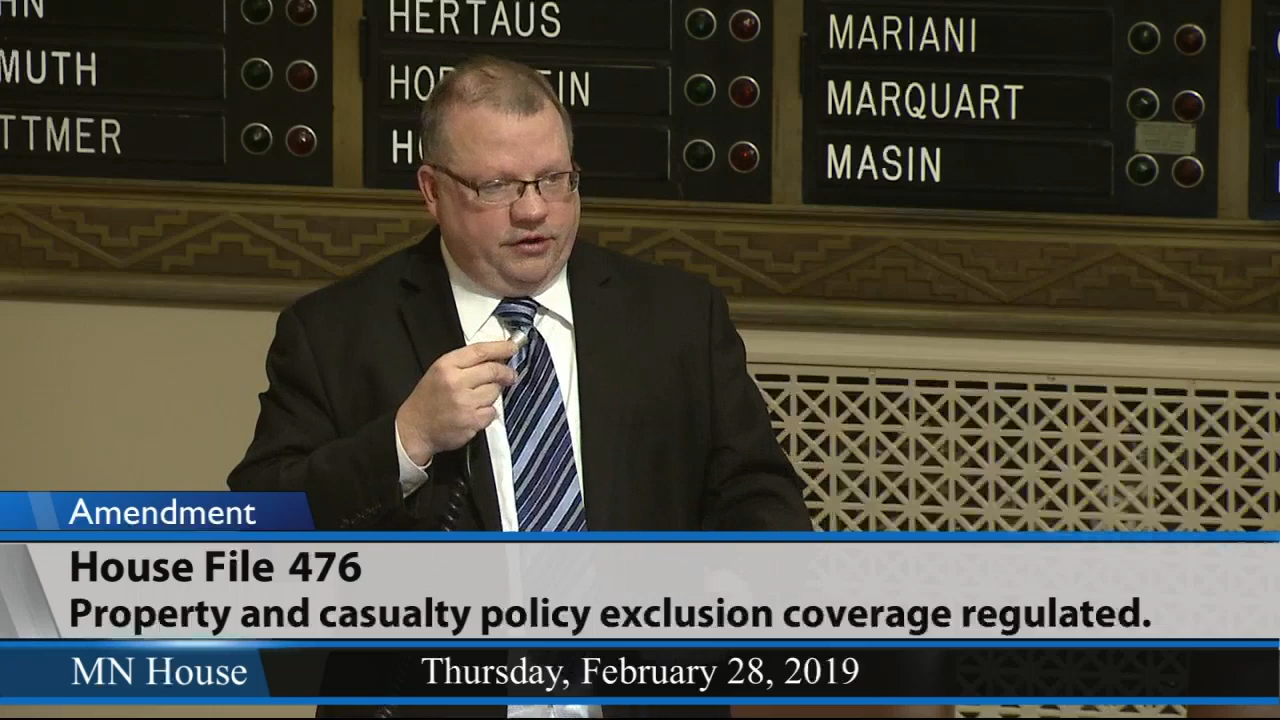 HERTAUS
MARIANI
MUTH
MARQUART
TTMER
MASIN
Amendment
House File 476
Property and casualty policy exclusion coverage regulated.
MN House
Thursday, February 28, 2019